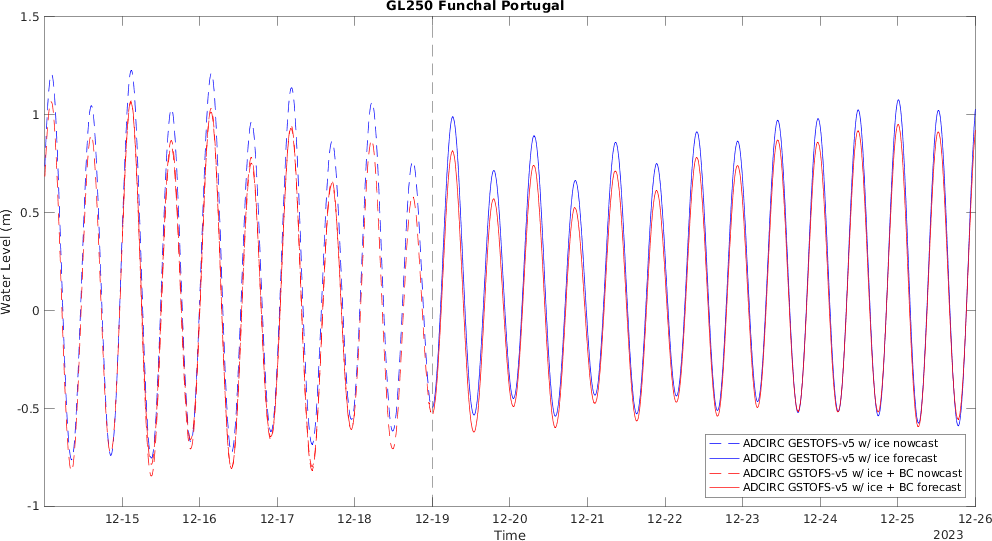 GL250 Funchal Portugal
1.5
1
0.5
0
-0.5
-1
Water Level (m)
ADCIRC GESTOFS-v5 w/ ice nowcast
ADCIRC GESTOFS-v5 w/ ice forecast
ADCIRC GSTOFS-v5 w/ ice + BC nowcast
ADCIRC GSTOFS-v5 w/ ice + BC forecast
12-15 12-16 12-17 12-18 12-19 12-20 12-21 12-22 12-23 12-24 12-25 12-26
Time
2023